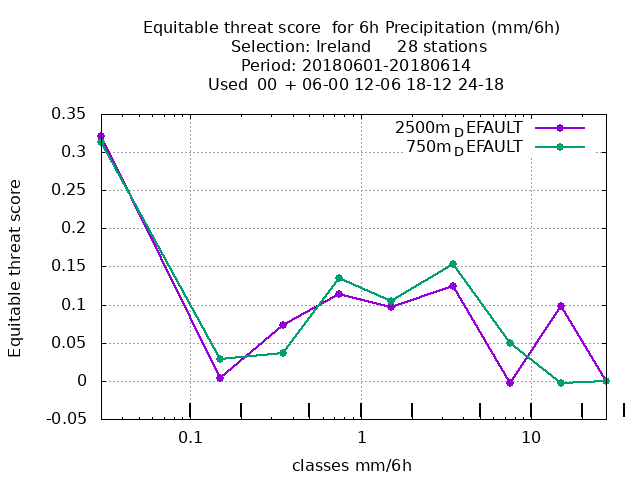 Equitable threat score  for 6h Precipitation (mm/6h)
Selection: Ireland     28 stations
Period: 20180601-20180614
Used  00  + 06-00 12-06 18-12 24-18
0.35
0.3
0.25
0.2
0.15
0.1
0.05
0
-0.05
Equitable threat score
2500m_DEFAULT
750m_DEFAULT
0.1
1
10
classes mm/6h